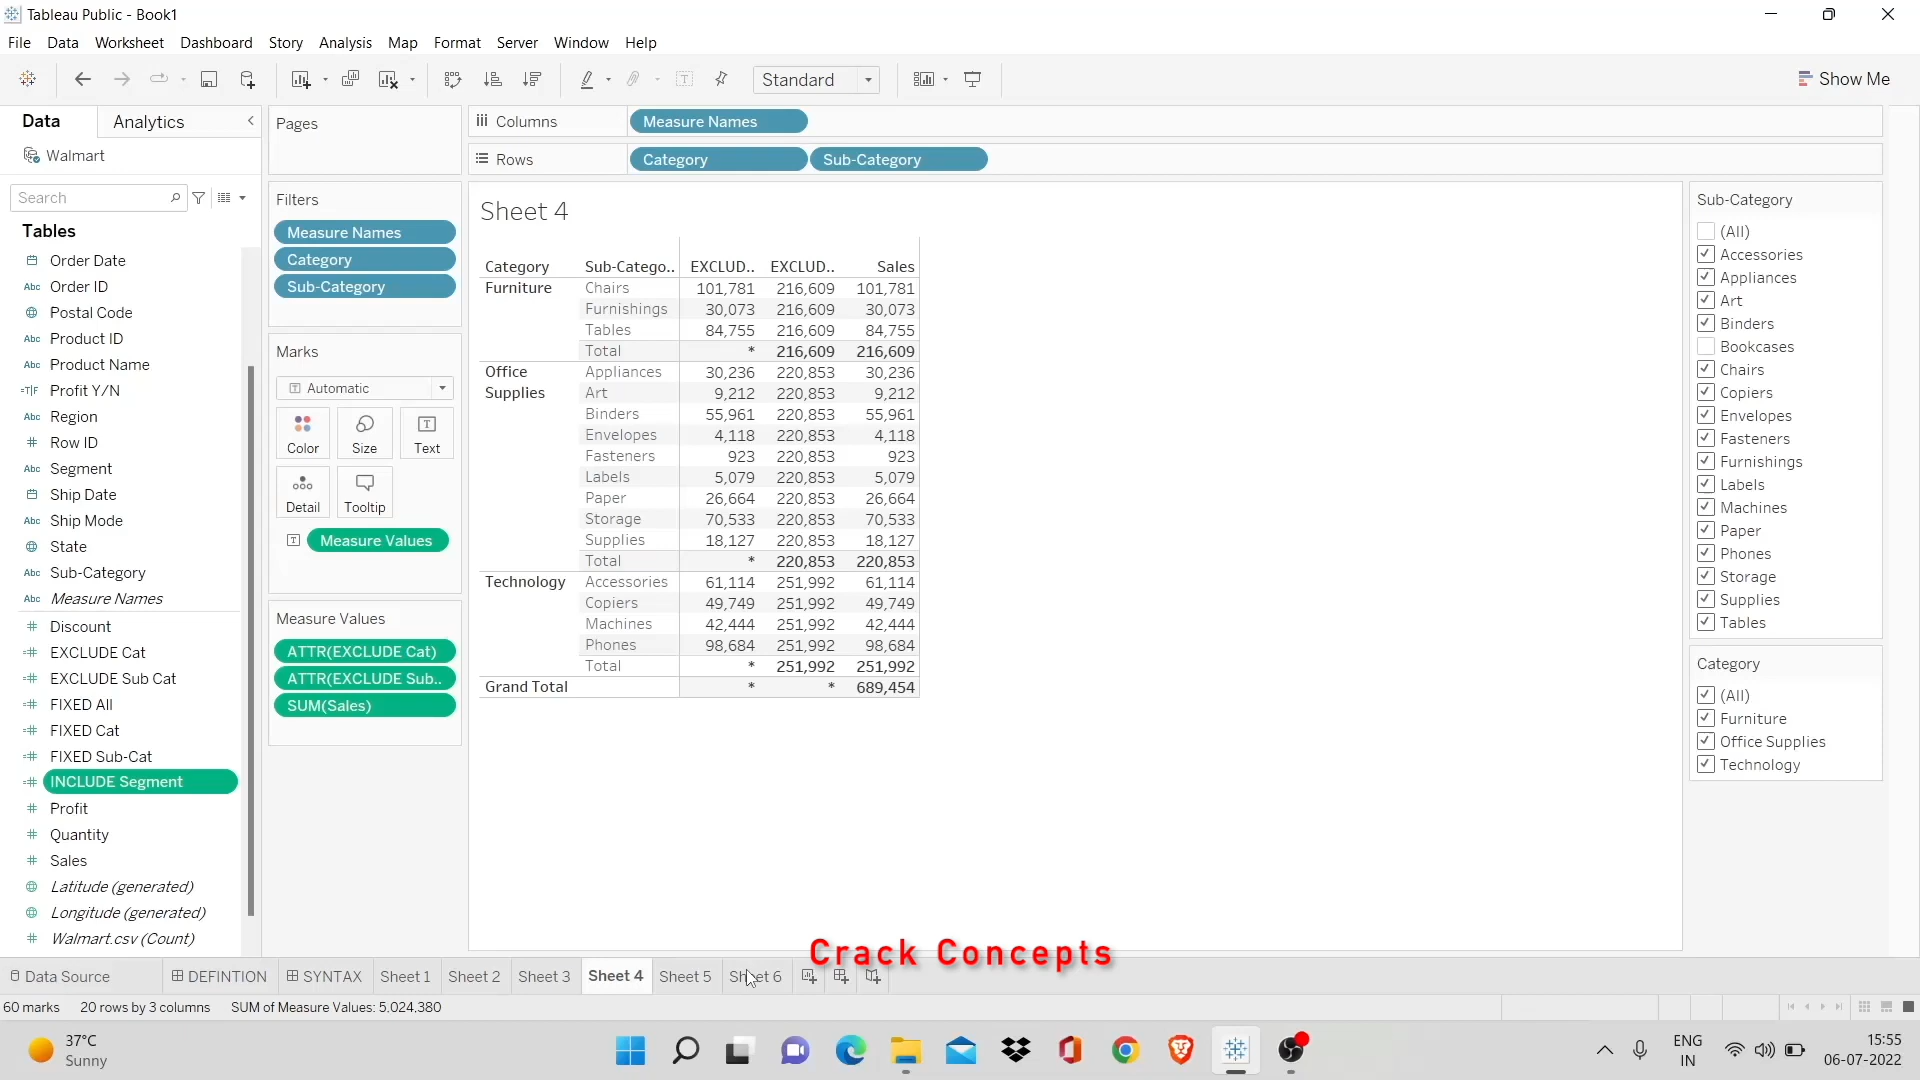 Tableau Public - Book1
File Data Worksheet Dashboard Story Analysis Map Format Server Window Help
Standard
Show Me
Data Analytics
Walmart
Search
Tables
Order Date
Abc Order ID
Postal Code
Abc Product ID
Abc Product Name
=T|F Profit Y/N
Abc Region
# Row ID
Abc Segment
Ship Date
Abc Ship Mode
State
Abc Sub-Category
Abc Measure Names
# Discount
=# EXCLUDE Cat
=# EXCLUDE Sub Cat
=# FIXED All
=# FIXED Cat
=# FIXED Sub-Cat
=# INCLUDE Segment
# Profit
# Quantity
# Sales
Latitude (generated)
Longitude (generated)
# Walmart.csv (Count)
Pages
Filters
Measure Names
Category
Sub-Category
Marks
T Automatic
Color Size T Text
Detail Tooltip
T Measure Values
Measure Values
ATTR(EXCLUDE Cat)
ATTR(EXCLUDE Sub..
SUM(Sales)
Columns Measure Names
Rows Category Sub-Category
Sheet 4
Category Sub-Catego.. EXCLUD.. EXCLUD.. Sales
Furniture Chairs 101,781 216,609 101,781
Furnishings 30,073 216,609 30,073
Tables 84,755 216,609 84,755
Total * 216,609 216,609
Office Appliances 30,236 220,853 30,236
Supplies Art 9,212 220,853 9,212
Binders 55,961 220,853 55,961
Envelopes 4,118 220,853 4,118
Fasteners 923 220,853 923
Labels 5,079 220,853 5,079
Paper 26,664 220,853 26,664
Storage 70,533 220,853 70,533
Supplies 18,127 220,853 18,127
Total * 220,853 220,853
Technology Accessories 61,114 251,992 61,114
Copiers 49,749 251,992 49,749
Machines 42,444 251,992 42,444
Phones 98,684 251,992 98,684
Total * 251,992 251,992
Grand Total * * 689,454
Sub-Category
(All)
Accessories
Appliances
Art
Binders
Bookcases
Chairs
Copiers
Envelopes
Fasteners
Furnishings
Labels
Machines
Paper
Phones
Storage
Supplies
Tables
Category
(All)
Furniture
Office Supplies
Technology
Crack Concepts
Data Source DEFINTION SYNTAX Sheet 1 Sheet 2 Sheet 3 Sheet 4 Sheet 5 Sheet 6
60 marks 20 rows by 3 columns SUM of Measure Values: 5,024,380
37°C
Sunny
ENG
IN
15:55
06-07-2022